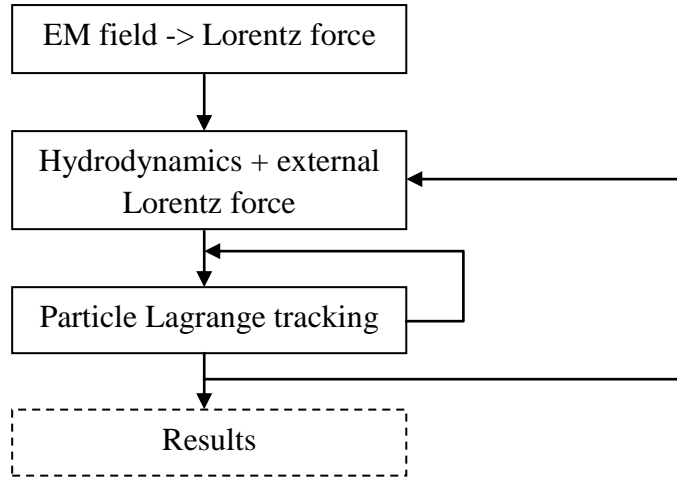 EM field -> Lorentz force
Hydrodynamics + external
Lorentz force
Particle Lagrange tracking
Results